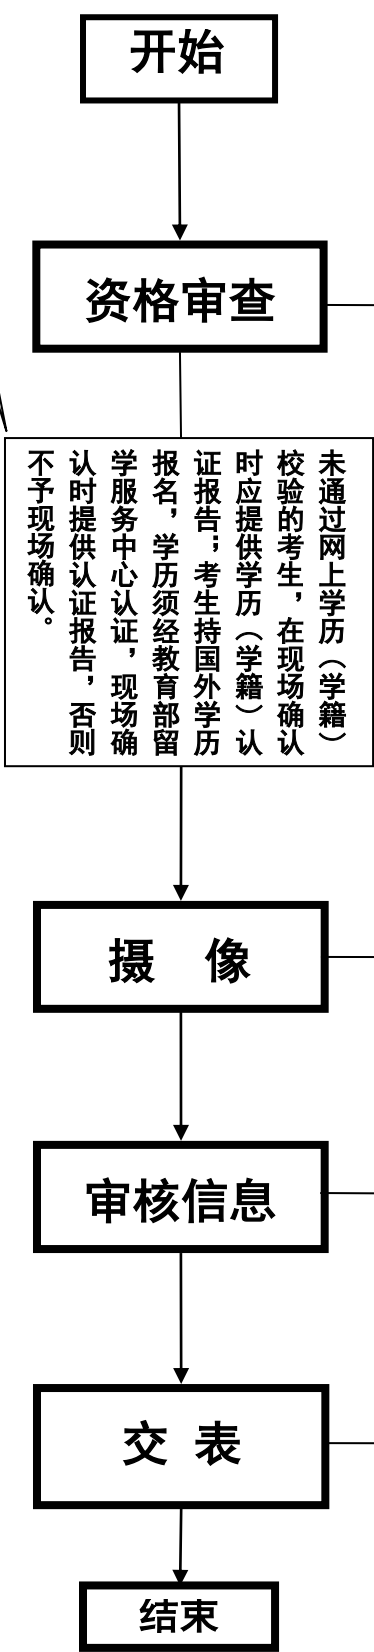 开始
资格审查
未通过网上学历（学籍）
校验的考生，在现场确认
时应提供学历（学籍）认
证报告；考生持国外学历
报名，学历须经教育部留
学服务中心认证，现场确
认时提供认证报告，否则
不予现场确认。
摄 像
审核信息
交 表
结束